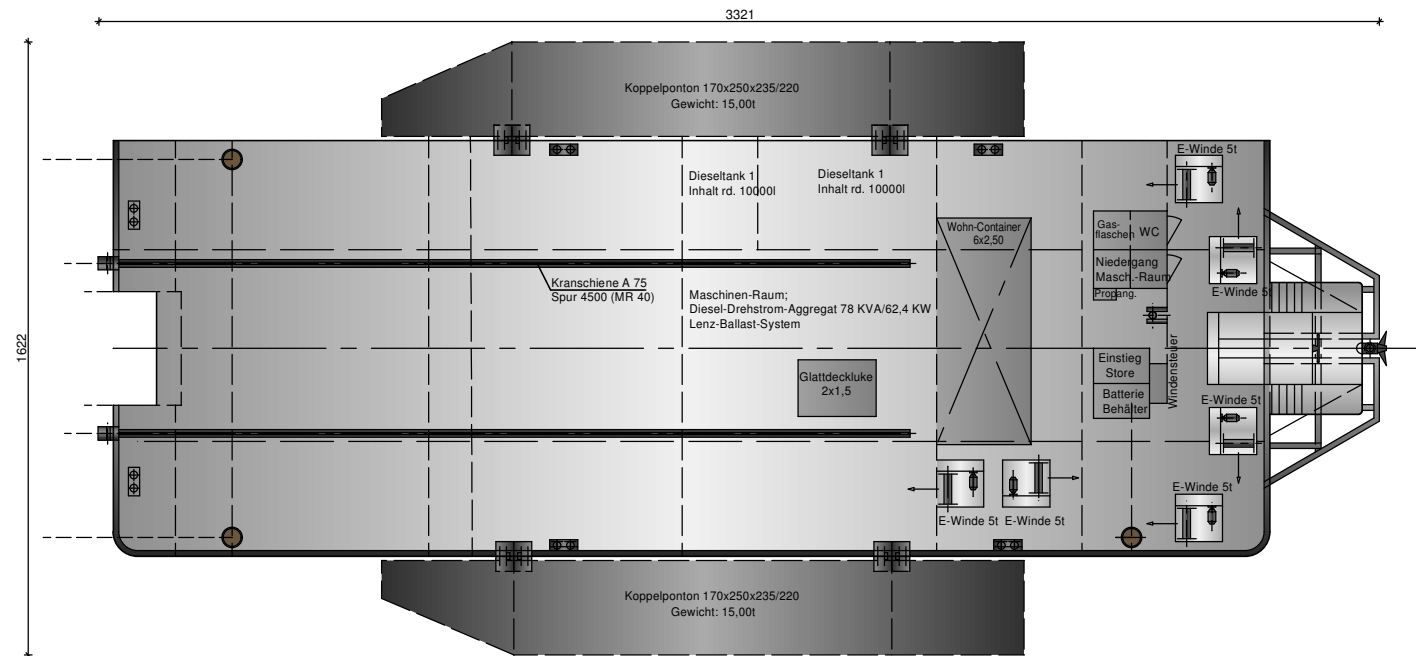 3321
1622
Koppelponton 170x250x235/220
Gewicht: 15,00t
E-Winde 5t
Dieseltank 1
Inhalt rd. 10000l
Dieseltank 1
Inhalt rd. 10000l
Wohn-Container
6x2,50
Gas-
flaschen
WC
Niedergang
Masch.-Raum
Propang.
E-Winde 5t
Kranschiene A 75
Spur 4500 (MR 40)
Maschinen-Raum;
Diesel-Drehstrom-Aggregat 78 KVA/62,4 KW
Lenz-Ballast-System
Glattdeckluke
2x1,5
Einstieg
Store
Batterie
Behälter
Windensteuer
E-Winde 5t
E-Winde 5t
E-Winde 5t
E-Winde 5t
Koppelponton 170x250x235/220
Gewicht: 15,00t